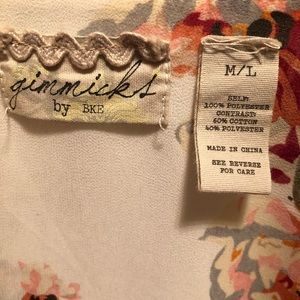 gimmicks
by BKE
M/L
SELF:
100% POLYESTER
CONTRAST:
60% COTTON
40% POLYESTER
MADE IN CHINA
SEE REVERSE
FOR CARE